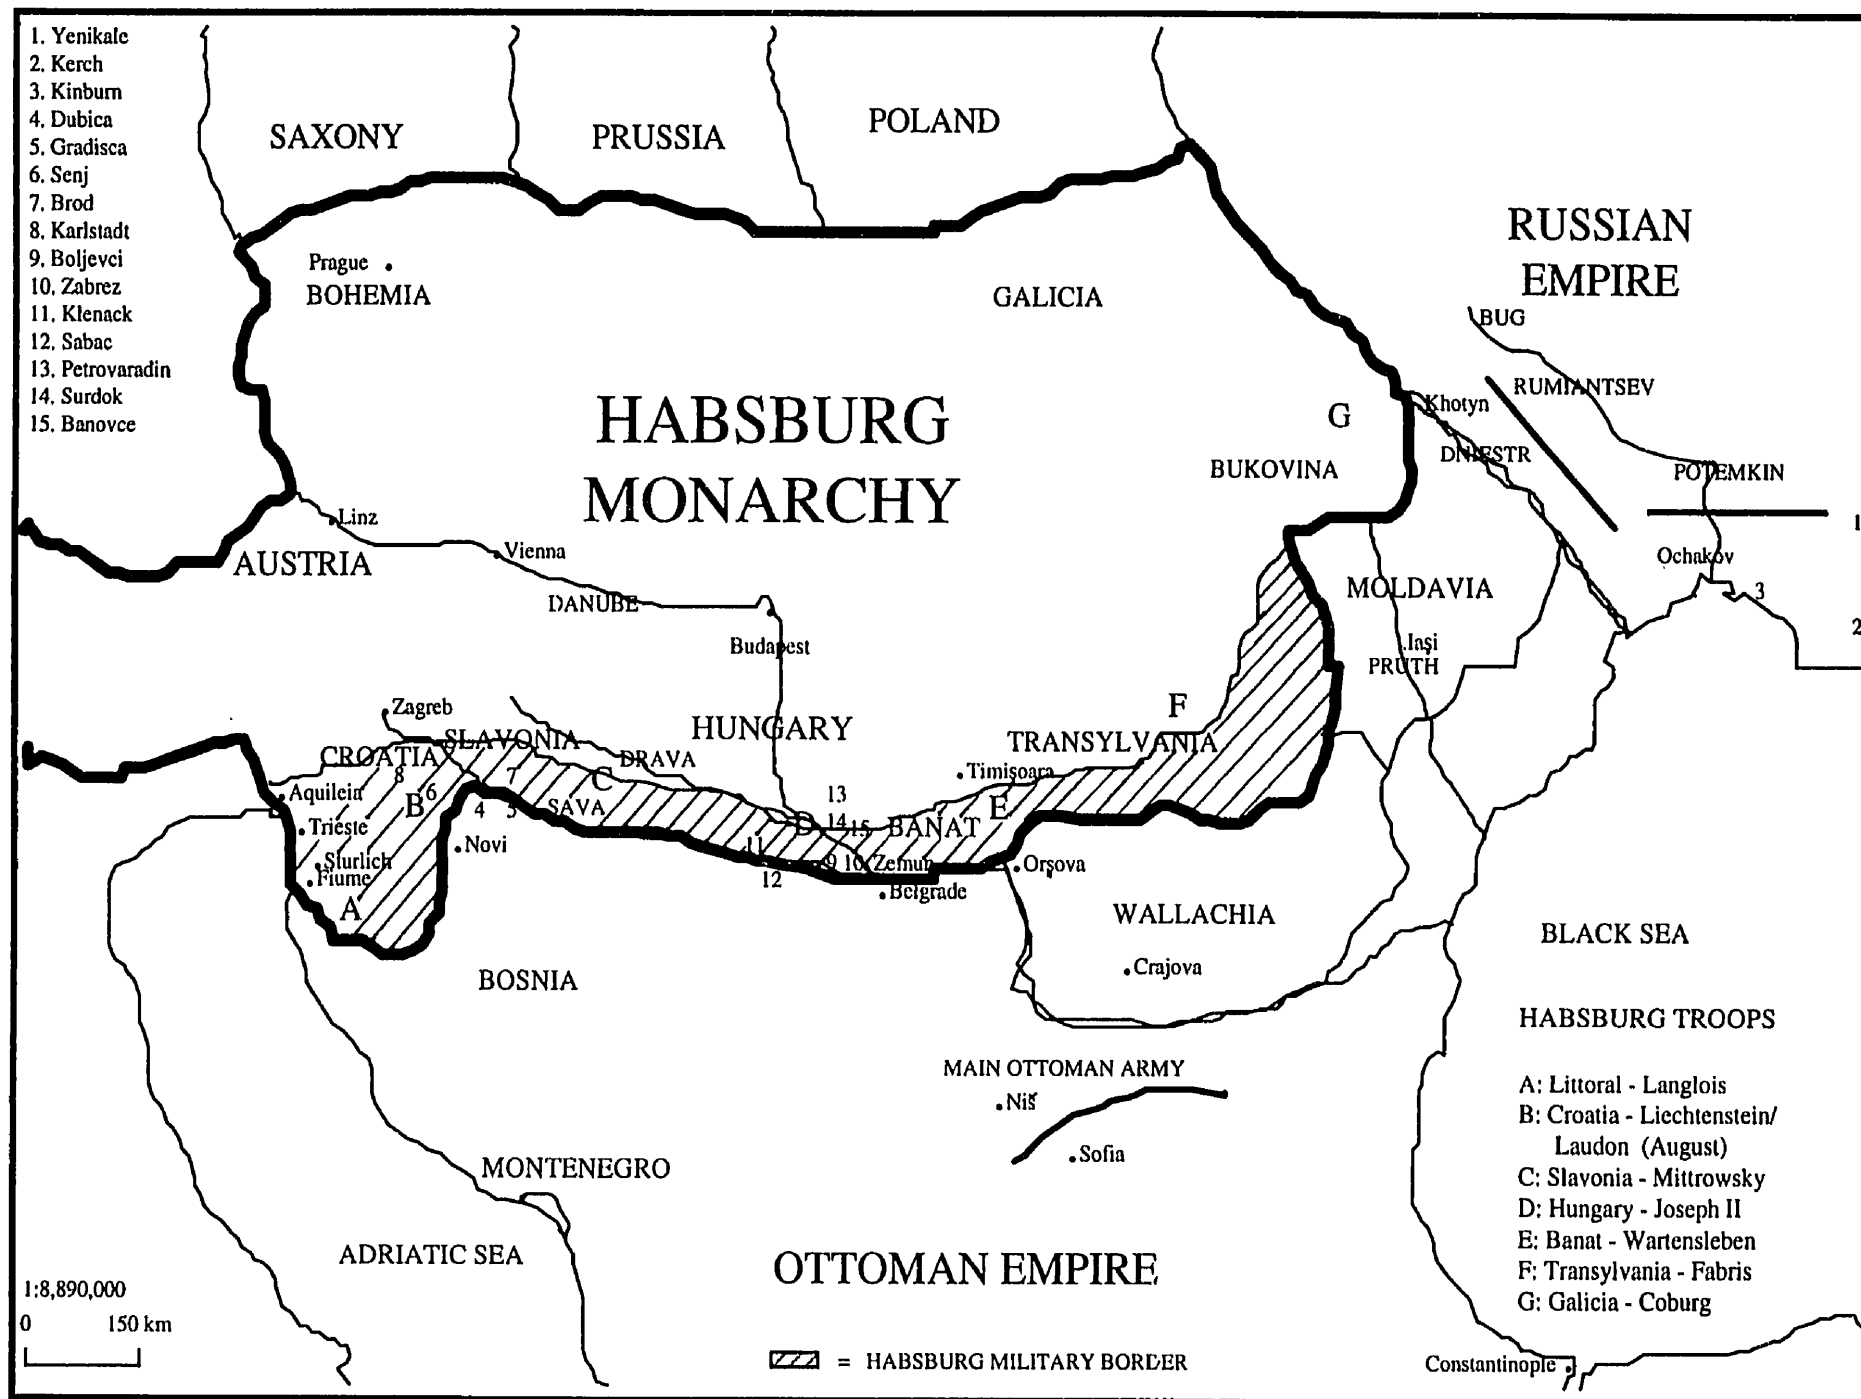 1. Yenikale
2. Kerch
3. Kinburn
4. Dubica
5. Gradisca
6. Senj
7. Brod
8. Karlstadt
9. Boljevci
10. Zabrez
11. Klenack
12. Sabac
13. Petrovaradin
14. Surdok
15. Banovce
SAXONY
PRUSSIA
POLAND
RUSSIAN
EMPIRE
Prague
BOHEMIA
GALICIA
BUG
RUMIANTSEV
HABSBURG
MONARCHY
G
Khotyn
DNIESTR
BUKOVINA
POTEMKIN
1
Linz
Vienna
AUSTRIA
DANUBE
Ochakov
MOLDAVIA
3
2
Budapest
Iaşi
PRUTH
Zagreb
SLAVONIA
HUNGARY
F
CROATIA
DRAVA
TRANSYLVANIA
8
7
C
Timişoara
Aquileia
B
6
4
5
SAVA
13
E
Trieste
D
14
15
BANAT
Novi
11
Sturlich
9
10
Zemun
Orşova
Fiume
12
Belgrade
A
WALLACHIA
BLACK SEA
Crajova
BOSNIA
HABSBURG TROOPS
MAIN OTTOMAN ARMY
Niš
A: Littoral - Langlois
B: Croatia - Liechtenstein/
Laudon (August)
C: Slavonia - Mittrowsky
D: Hungary - Joseph II
E: Banat - Wartensleben
F: Transylvania - Fabris
G: Galicia - Coburg
Sofia
MONTENEGRO
ADRIATIC SEA
OTTOMAN EMPIRE
1:8,890,000
0 150 km
= HABSBURG MILITARY BORDER
Constantinople